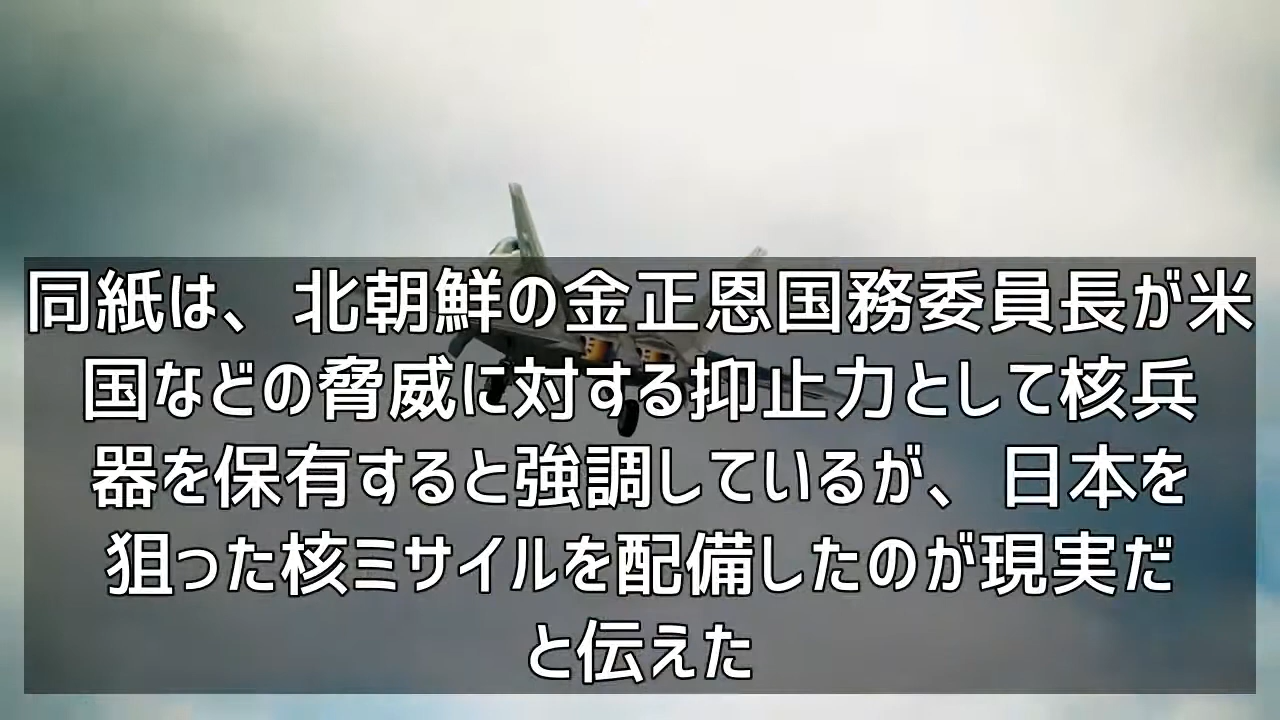 同紙は、北朝鮮の金正恩国務委員長が米
国などの脅威に対する抑止力として核兵
器を保有すると強調しているが、日本を
狙った核ミサイルを配備したのが現実だ
と伝えた